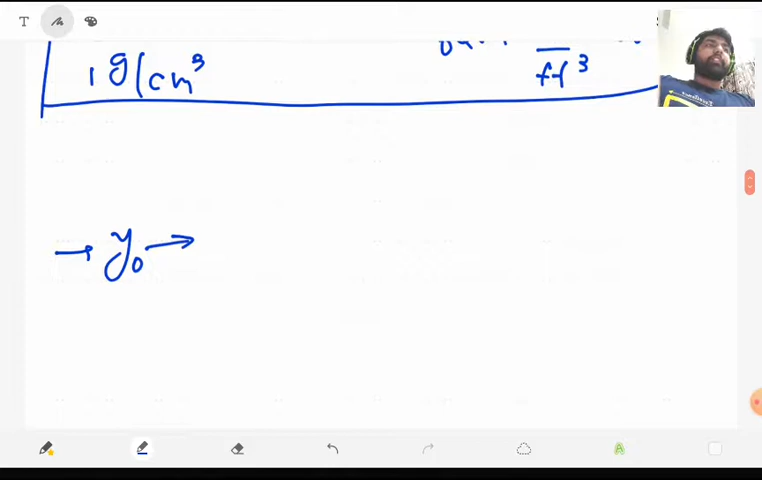 1 g/cm³
ft³
→ y₀ →